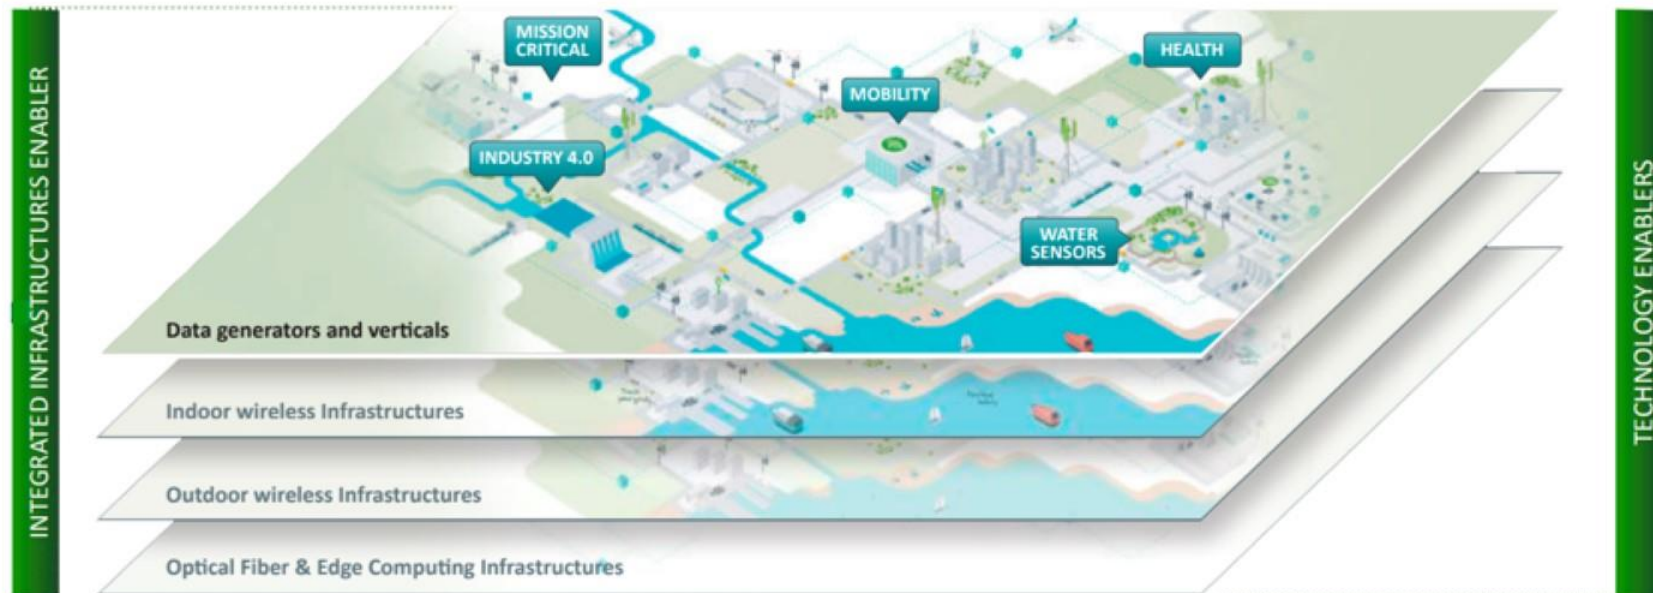 INTEGRATED INFRASTRUCTURES ENABLER
MISSION
CRITICAL
HEALTH
MOBILITY
INDUSTRY 4.0
WATER
SENSORS
Data generators and verticals
Indoor wireless Infrastructures
Outdoor wireless Infrastructures
Optical Fiber & Edge Computing Infrastructures
TECHNOLOGY ENABLERS